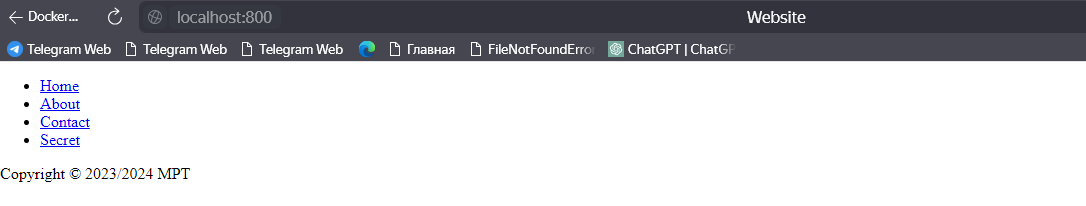 Docker... localhost:800 Website
Telegram Web Telegram Web Telegram Web Главная FileNotFoundErro ChatGPT | ChatGP
Home
About
Contact
Secret
Copyright © 2023/2024 MPT